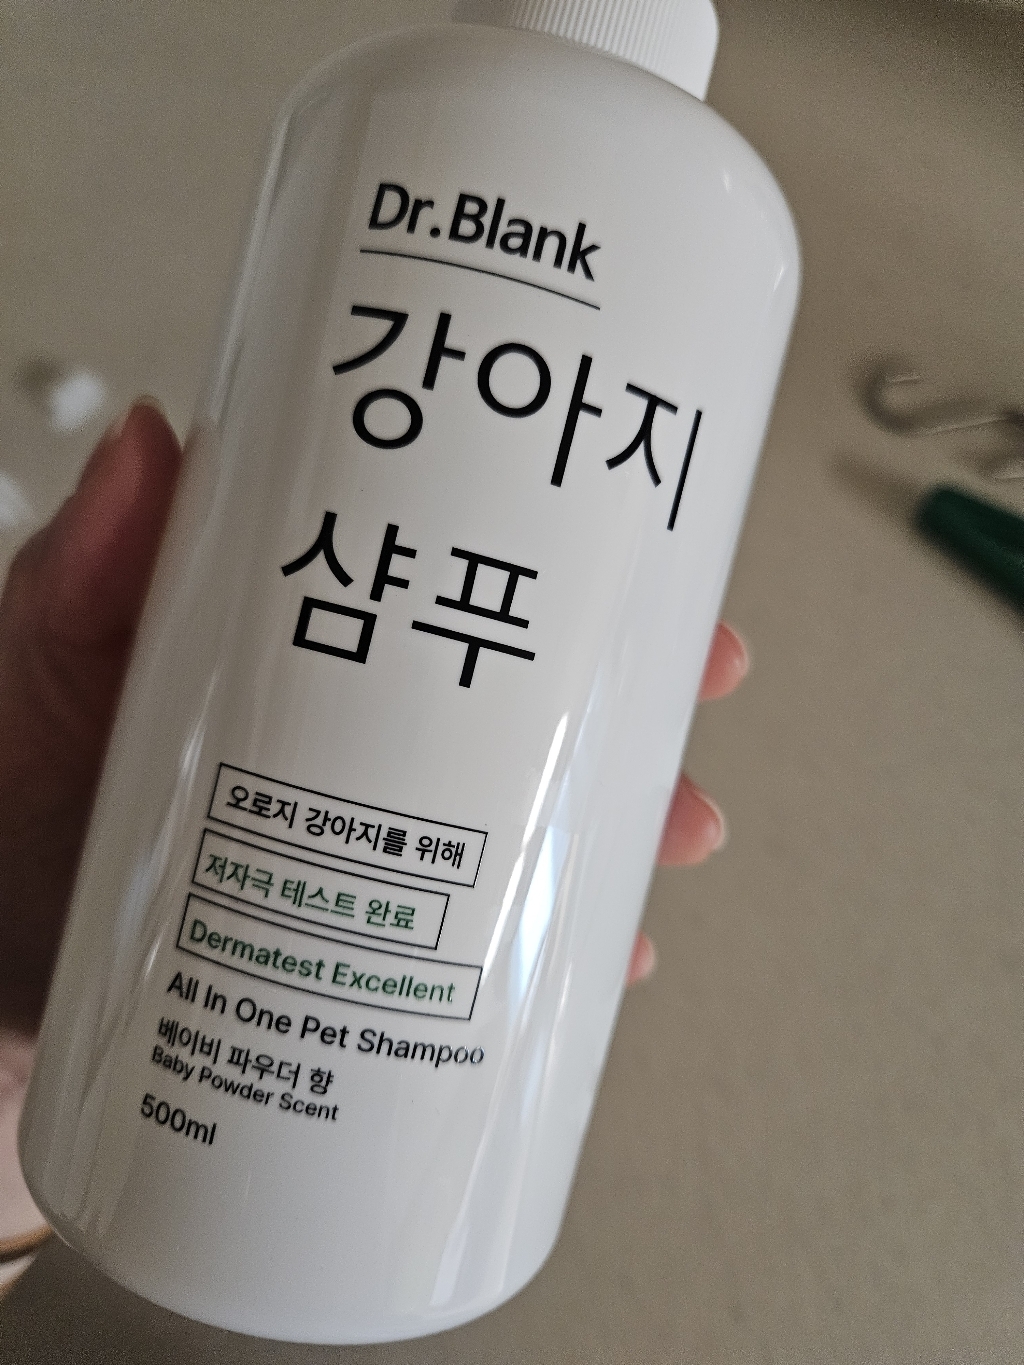 Dr.Blank
강아지
샴푸
오로지 강아지를 위해
저자극 테스트 완료
Dermatest Excellent
All In One Pet Shampoo
베이비 파우더 향
Baby Powder Scent
500ml